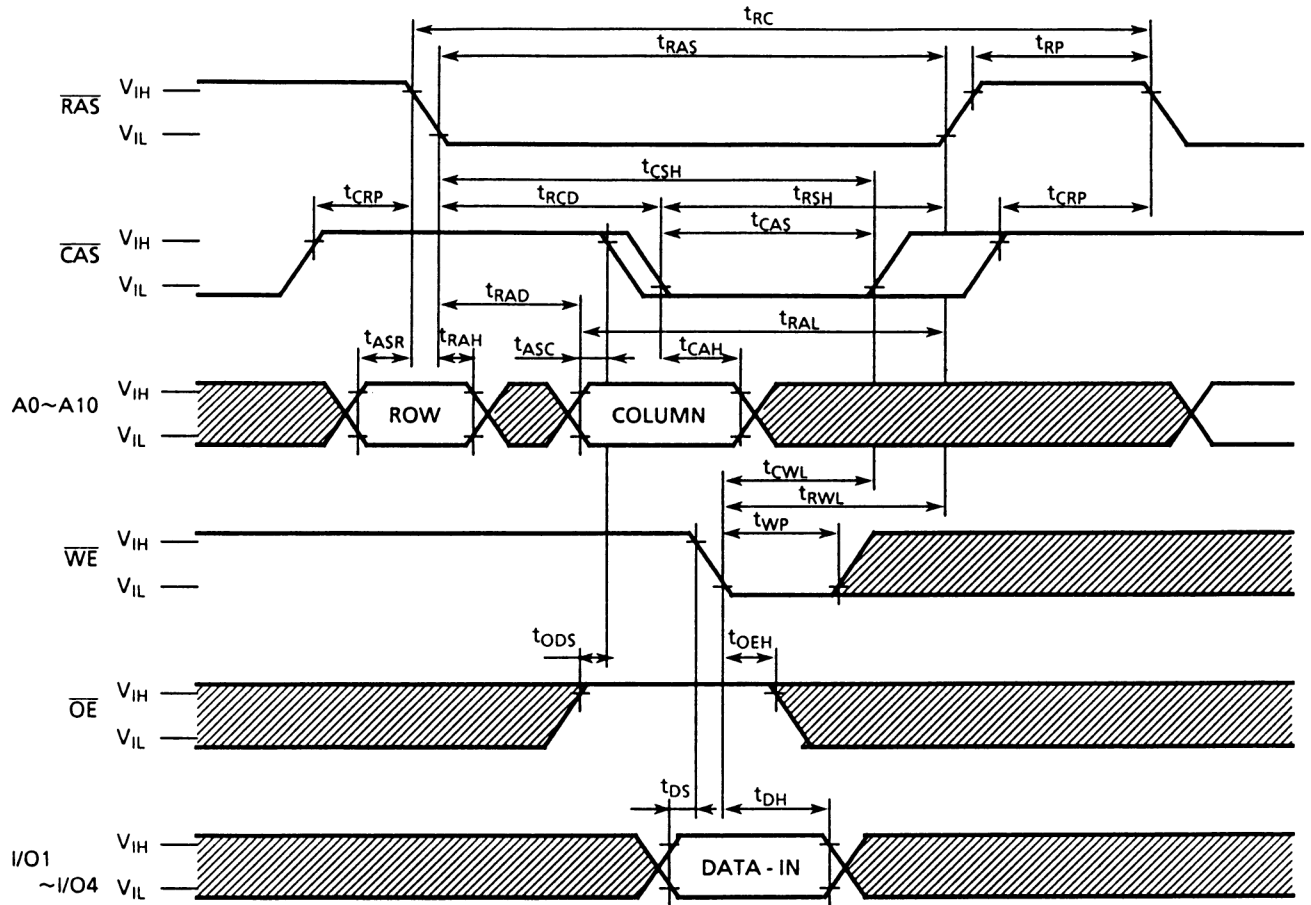 tRC
tRAS
tRP
RAS
VIH
VIL
tCSH
tCRP
tRCD
tRSH
tCRP
tCAS
CAS
VIH
VIL
tRAD
tRAL
tASR
tRAH
tASC
tCAH
A0~A10
VIH
VIL
ROW
COLUMN
tCWL
tRWL
tWP
WE
VIH
VIL
tODS
tOEH
OE
VIH
VIL
tDS
tDH
I/O1
~I/O4
VIH
VIL
DATA - IN